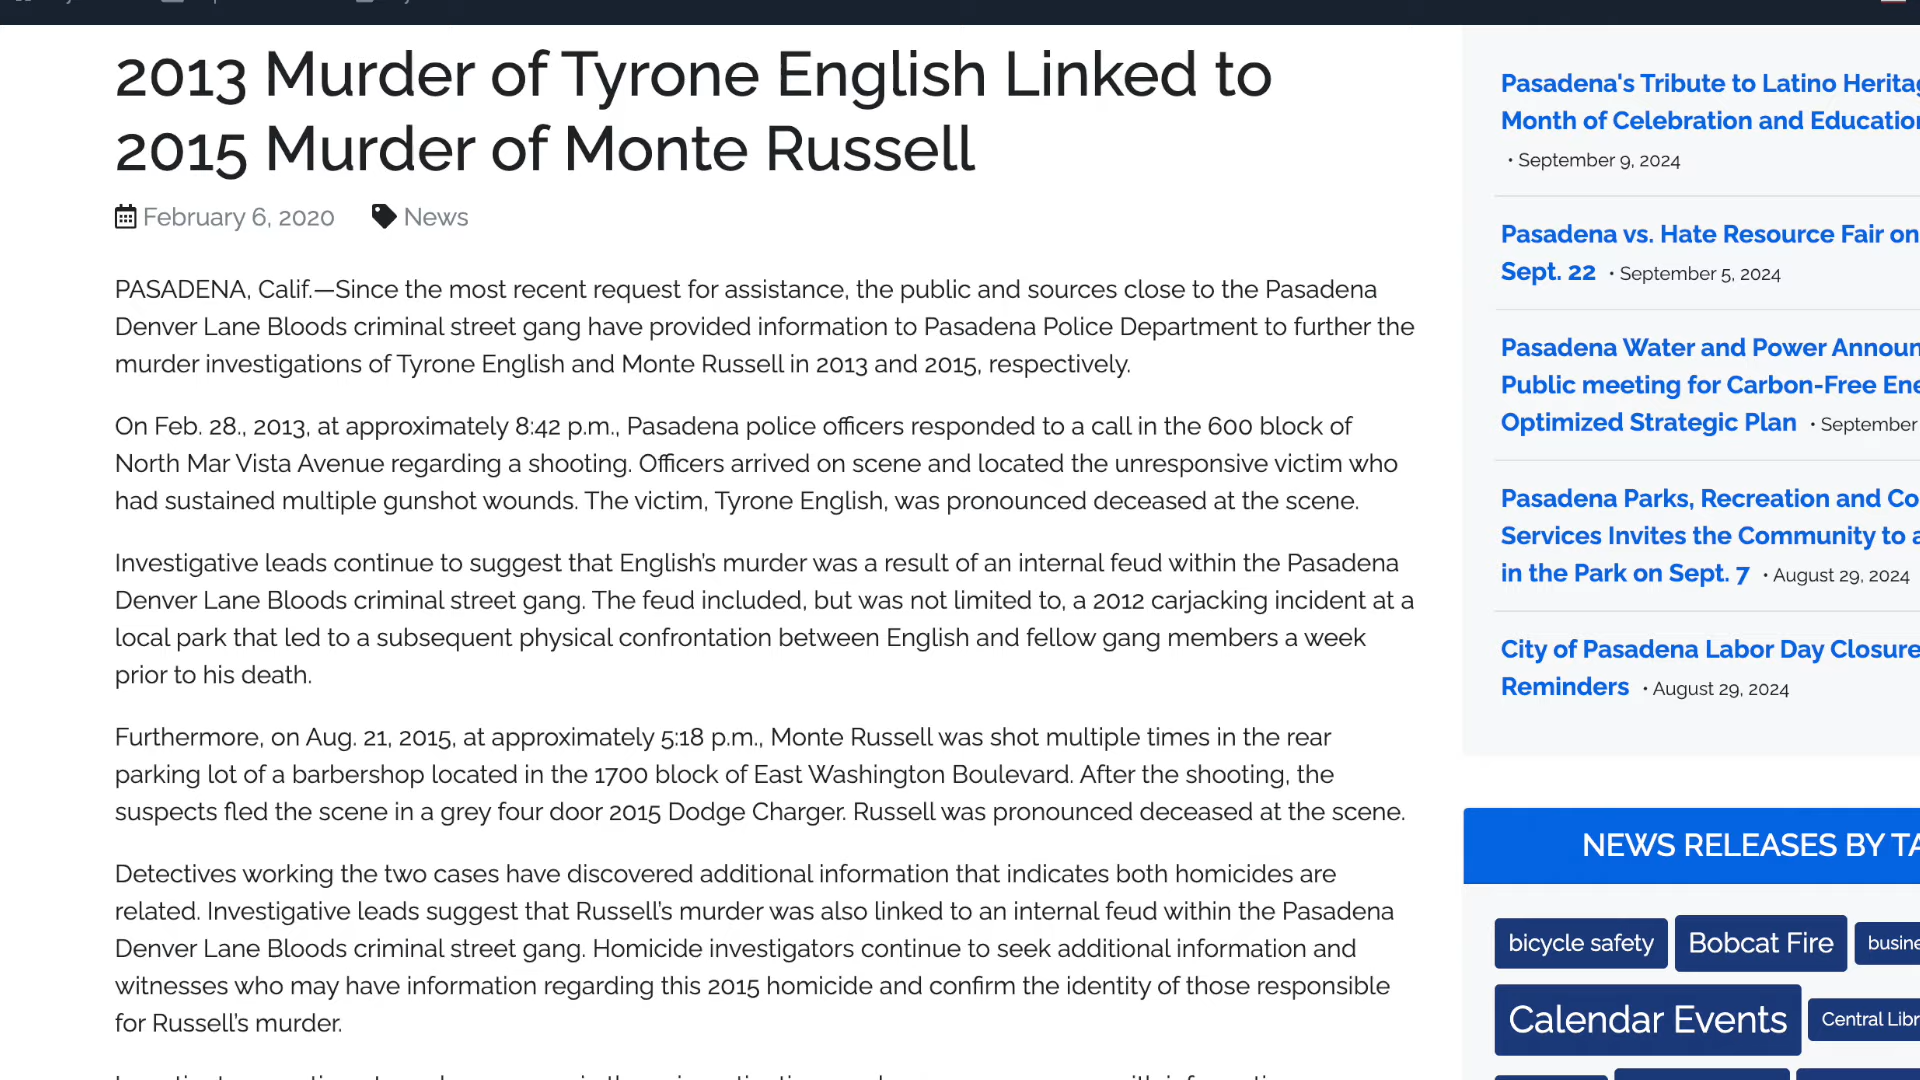 2013 Murder of Tyrone English Linked to
2015 Murder of Monte Russell
February 6, 2020 News
PASADENA, Calif.—Since the most recent request for assistance, the public and sources close to the Pasadena
Denver Lane Bloods criminal street gang have provided information to Pasadena Police Department to further the
murder investigations of Tyrone English and Monte Russell in 2013 and 2015, respectively.
On Feb. 28., 2013, at approximately 8:42 p.m., Pasadena police officers responded to a call in the 600 block of
North Mar Vista Avenue regarding a shooting. Officers arrived on scene and located the unresponsive victim who
had sustained multiple gunshot wounds. The victim, Tyrone English, was pronounced deceased at the scene.
Investigative leads continue to suggest that English’s murder was a result of an internal feud within the Pasadena
Denver Lane Bloods criminal street gang. The feud included, but was not limited to, a 2012 carjacking incident at a
local park that led to a subsequent physical confrontation between English and fellow gang members a week
prior to his death.
Furthermore, on Aug. 21, 2015, at approximately 5:18 p.m., Monte Russell was shot multiple times in the rear
parking lot of a barbershop located in the 1700 block of East Washington Boulevard. After the shooting, the
suspects fled the scene in a grey four door 2015 Dodge Charger. Russell was pronounced deceased at the scene.
Detectives working the two cases have discovered additional information that indicates both homicides are
related. Investigative leads suggest that Russell’s murder was also linked to an internal feud within the Pasadena
Denver Lane Bloods criminal street gang. Homicide investigators continue to seek additional information and
witnesses who may have information regarding this 2015 homicide and confirm the identity of those responsible
for Russell’s murder.
Pasadena's Tribute to Latino Heritag
Month of Celebration and Education
• September 9, 2024
Pasadena vs. Hate Resource Fair on
Sept. 22 • September 5, 2024
Pasadena Water and Power Announ
Public meeting for Carbon-Free Ene
Optimized Strategic Plan • September
Pasadena Parks, Recreation and Co
Services Invites the Community to a
in the Park on Sept. 7 • August 29, 2024
City of Pasadena Labor Day Closure
Reminders • August 29, 2024
NEWS RELEASES BY TA
bicycle safety Bobcat Fire busine
Calendar Events Central Libr